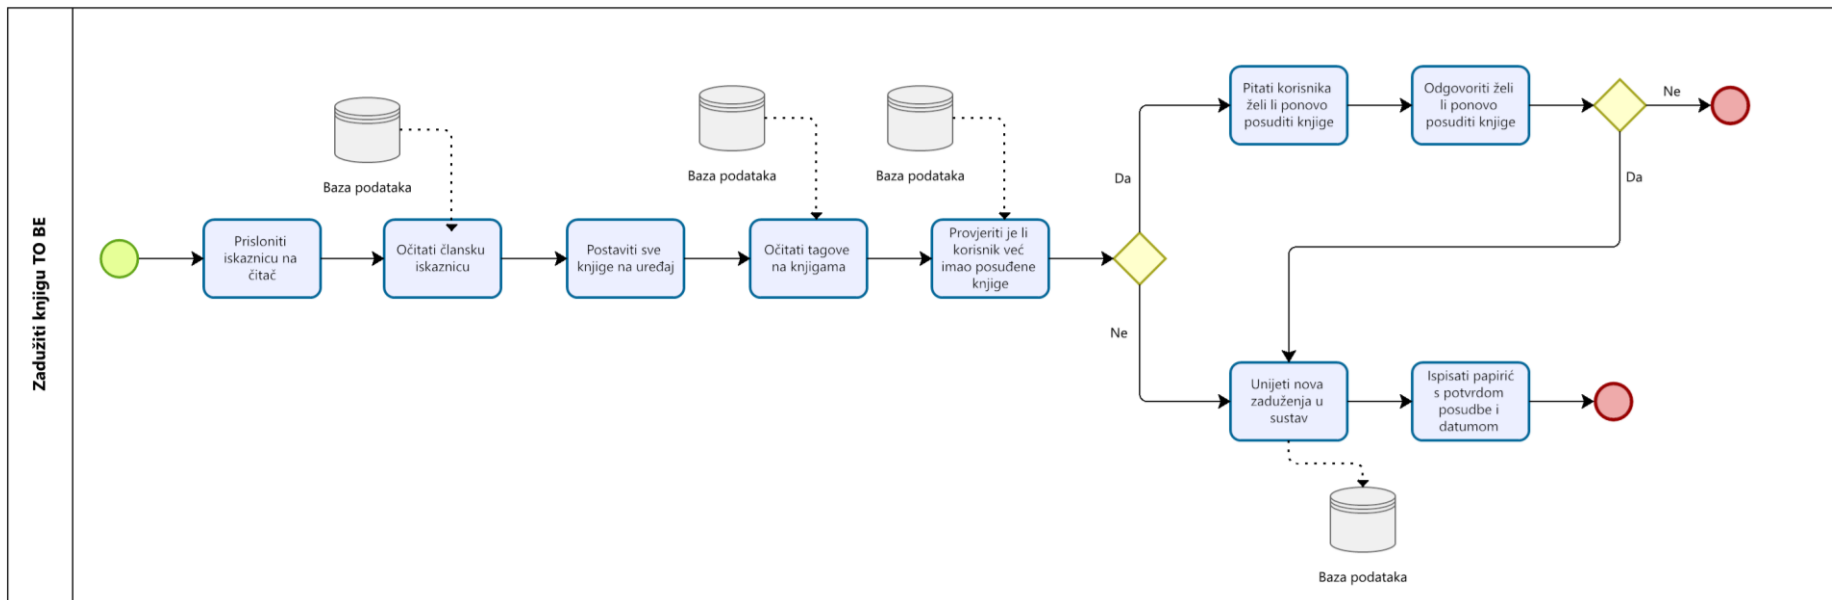 Zadužiti knjigu TO BE
Baza podataka
Baza podataka
Baza podataka
Prisloniti
iskaznicu na
čitač
Očitati člansku
iskaznicu
Postaviti sve
knjige na uređaj
Očitati tagove
na knjigama
Provjeriti je li
korisnik već
imao posuđene
knjige
Da
Ne
Pitati korisnika
želi li ponovo
posuditi knjige
Odgovoriti želi
li ponovo
posuditi knjige
Ne
Da
Unijeti nova
zaduženja u
sustav
Ispisati papirić
s potvrdom
posudbe i
datumom
Baza podataka